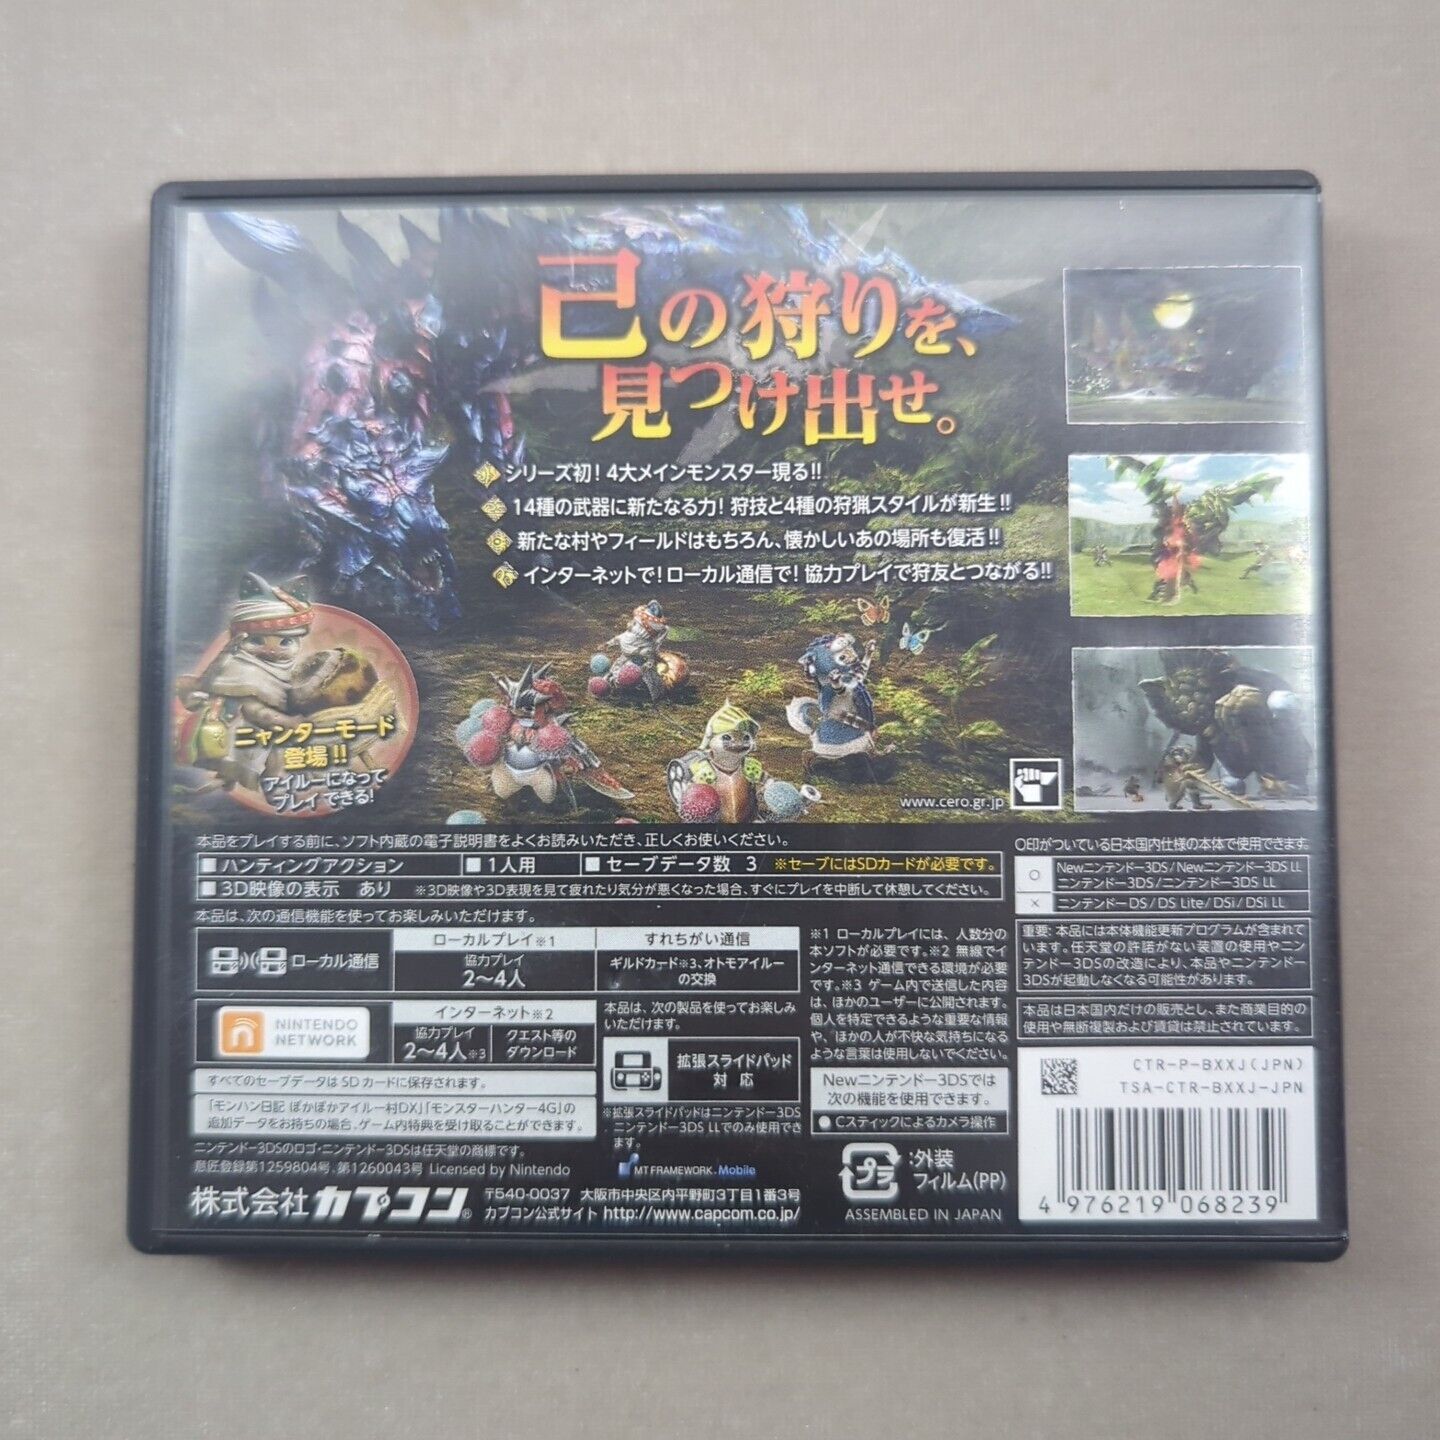 己の狩りを、
見つけ出せ。
シリーズ初！4大メインモンスター現る!!
14種の武器に新たなる力！狩技と4種の狩猟スタイルが新生!!
新たな村やフィールドはもちろん、懐かしいあの場所も復活!!
インターネットで！ローカル通信で！協力プレイで狩友とつながる!!
ニャンターモード
登場!!
アイルーになって
プレイできる!
www.cero.gr.jp
本品をプレイする前に、ソフト内蔵の電子説明書をよくお読みいただき、正しくお使いください。
■ハンティングアクション ■1人用 ■セーブデータ数 3 ※セーブにはSDカードが必要です。
■3D映像の表示 あり ※3D映像や3D表現を見て疲れたり気分が悪くなった場合、すぐにプレイを中断して休憩してください。
本品は、次の通信機能を使ってお楽しみいただけます。
ローカル通信
ローカルプレイ※1
協力プレイ
2～4人
すれちがい通信
ギルドカード※3、オトモアイルー
の交換
NINTENDO
NETWORK
インターネット※2
協力プレイ
2～4人※3
クエスト等の
ダウンロード
本品は、次の製品を使ってお楽しみ
いただけます。
拡張スライドパッド
対 応
※拡張スライドパッドはニンテンドー3DS
、ニンテンドー3DS LLでのみ使用でき
ます。
すべてのセーブデータはSDカードに保存されます。
「モンハン日記 ぽかぽかアイルー村DX」「モンスターハンター4G」の
追加データをお持ちの場合、ゲーム内特典を受け取ることができます。
ニンテンドー3DSのロゴ・ニンテンドー3DSは任天堂の商標です。
意匠登録第1259804号、第1260043号 Licensed by Nintendo
MT FRAMEWORK. Mobile
株式会社カプコン®
〒540-0037 大阪市中央区内平野町3丁目1番3号
カプコン公式サイト http://www.capcom.co.jp/
※1 ローカルプレイには、人数分の
本ソフトが必要です。※2 無線でイ
ンターネット通信できる環境が必要
です。※3 ゲーム内で送信した内容
は、ほかのユーザーに公開されます。
個人を特定できるような重要な情報
や、ほかの人が不快な気持ちになる
ような言葉は使用しないでください。
Newニンテンドー3DSでは
次の機能を使用できます。
●Cスティックによるカメラ操作
プラ
:外装
フィルム(PP)
ASSEMBLED IN JAPAN
○印がついている日本国内仕様の本体で使用できます。
○ Newニンテンドー3DS/Newニンテンドー3DS LL
ニンテンドー3DS/ニンテンドー3DS LL
× ニンテンドーDS/DS Lite/DSi/DSi LL
重要：本品には本体機能更新プログラムが含まれて
います。任天堂の許諾がない装置の使用やニン
テンドー3DSの改造により、本品やニンテンドー
3DSが起動しなくなる可能性があります。
本品は日本国内だけの販売とし、また商業目的の
使用や無断複製および賃貸は禁止されています。
CTR-P-BXXJ(JPN)
TSA-CTR-BXXJ-JPN
4 976219 068239